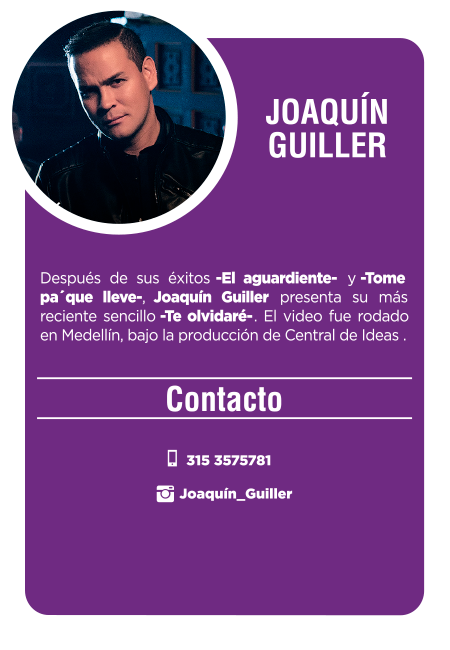 JOAQUÍN
GUILLER
Después de sus éxitos -El aguardiente- y -Tome
pa´que lleve-, Joaquín Guiller presenta su más
reciente sencillo -Te olvidaré-. El video fue rodado
en Medellín, bajo la producción de Central de Ideas .
Contacto
315 3575781
Joaquín_Guiller